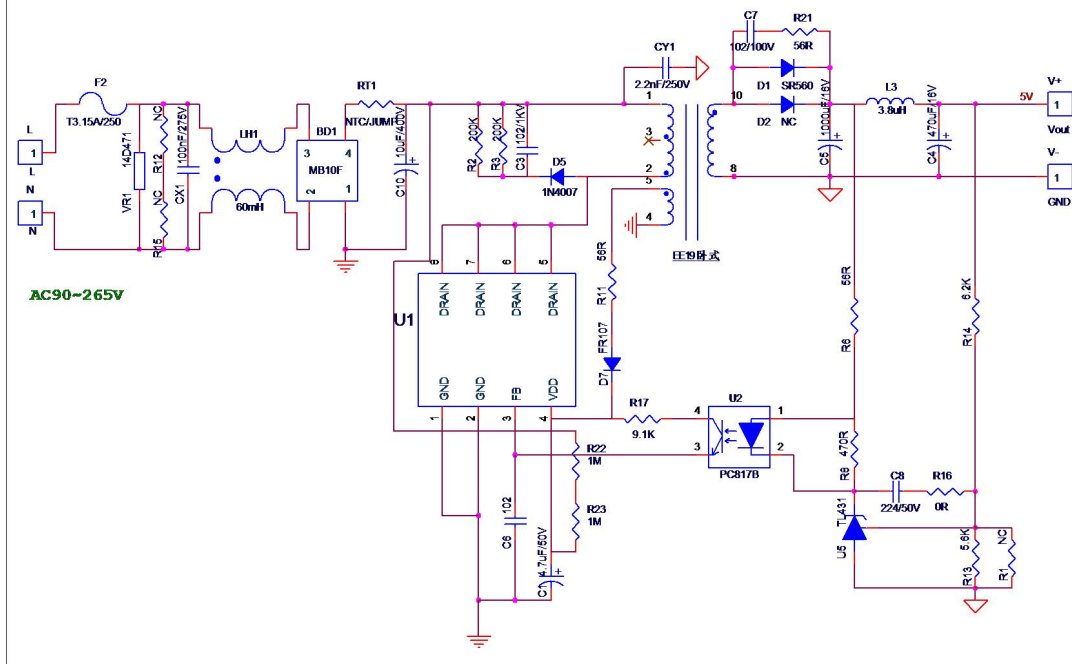 C7
R21
102/100V
56R
CY1
2.2nF/250V
D1
SR560
D2
NC
L3
3.8uH
1000uF/16V
C5
470uF/16V
C4
5V
V+
1
Vout
V-
1
GND
F2
T3.15A/250
L
1
L
N
1
N
14D471
VR1
NC
R12
NC
R15
100nF/275V
CX1
LH1
60mH
BD1
3
4
MB10F
2
1
RT1
NTC/JUMP
10uF/400V
C10
200K
R2
200K
R3
102/1KV
C3
D5
1N4007
1
3
2
5
4
10
8
EE19卧式
AC90~265V
U1
8
7
6
5
DRAIN
DRAIN
DRAIN
DRAIN
GND
GND
FB
VDD
1
2
3
4
56R
R11
FR107
D7
R17
9.1K
U2
4
1
3
2
PC817B
56R
R6
6.2K
R14
470R
R8
C8
224/50V
R16
0R
TL431
U5
5.6K
R13
NC
R1
R22
1M
R23
1M
102
C6
4.7uF/50V
C1